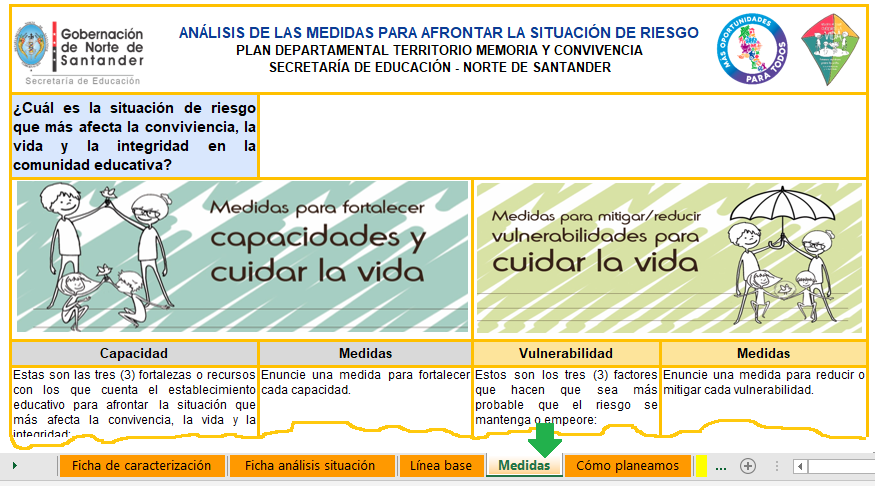 Gobernación
de Norte de
Santander
Secretaría de Educación
ANÁLISIS DE LAS MEDIDAS PARA AFRONTAR LA SITUACIÓN DE RIESGO
PLAN DEPARTAMENTAL TERRITORIO MEMORIA Y CONVIVENCIA
SECRETARÍA DE EDUCACIÓN - NORTE DE SANTANDER
MÁS OPORTUNIDADES
PARA TODOS
¿Cuál es la situación de riesgo
que más afecta la conviviencia, la
vida y la integridad en la
comunidad educativa?
Medidas para fortalecer
capacidades y
cuidar la vida
Medidas para mitigar/reducir
vulnerabilidades para
cuidar la vida
Capacidad
Medidas
Vulnerabilidad
Medidas
Estas son las tres (3) fortalezas o recursos
con los que cuenta el establecimiento
educativo para afrontar la situación que
más afecta la convivencia, la vida y la
integridad:
Enuncie una medida para fortalecer
cada capacidad.
Estos son los tres (3) factores
que hacen que sea más
probable que el riesgo se
mantenga o empeore:
Enuncie una medida para reducir o
mitigar cada vulnerabilidad.
Ficha de caracterización
Ficha análisis situación
Línea base
Medidas
Cómo planeamos
...